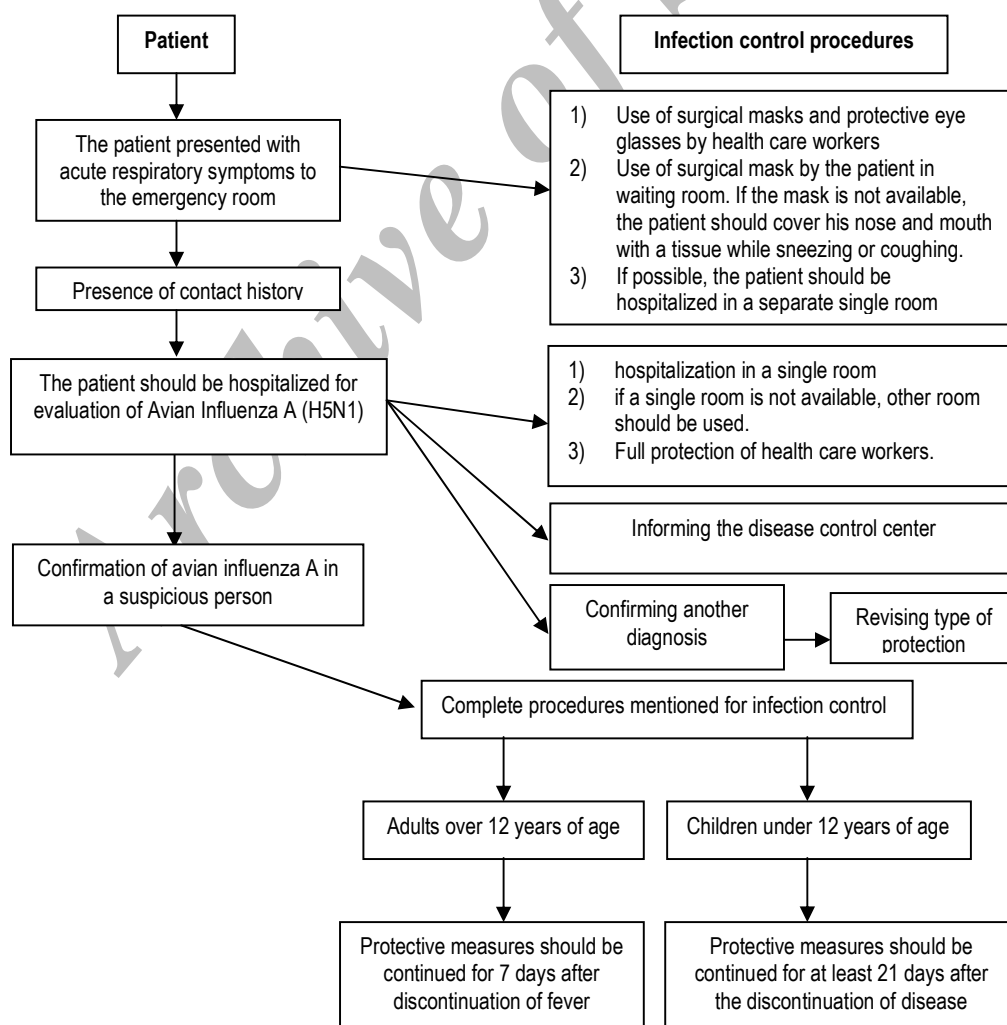 Patient
Infection control procedures
The patient presented with
acute respiratory symptoms to
the emergency room
1) Use of surgical masks and protective eye
glasses by health care workers
2) Use of surgical mask by the patient in
waiting room. If the mask is not available,
the patient should cover his nose and mouth
with a tissue while sneezing or coughing.
3) If possible, the patient should be
hospitalized in a separate single room
Presence of contact history
The patient should be hospitalized for
evaluation of Avian Influenza A (H5N1)
1) hospitalization in a single room
2) if a single room is not available, other room
should be used.
3) Full protection of health care workers.
Informing the disease control center
Confirmation of avian influenza A in
a suspicious person
Confirming another
diagnosis
Revising type of
protection
Complete procedures mentioned for infection control
Adults over 12 years of age
Children under 12 years of age
Protective measures should be
continued for 7 days after
discontinuation of fever
Protective measures should be
continued for at least 21 days after
the discontinuation of disease
Archive of